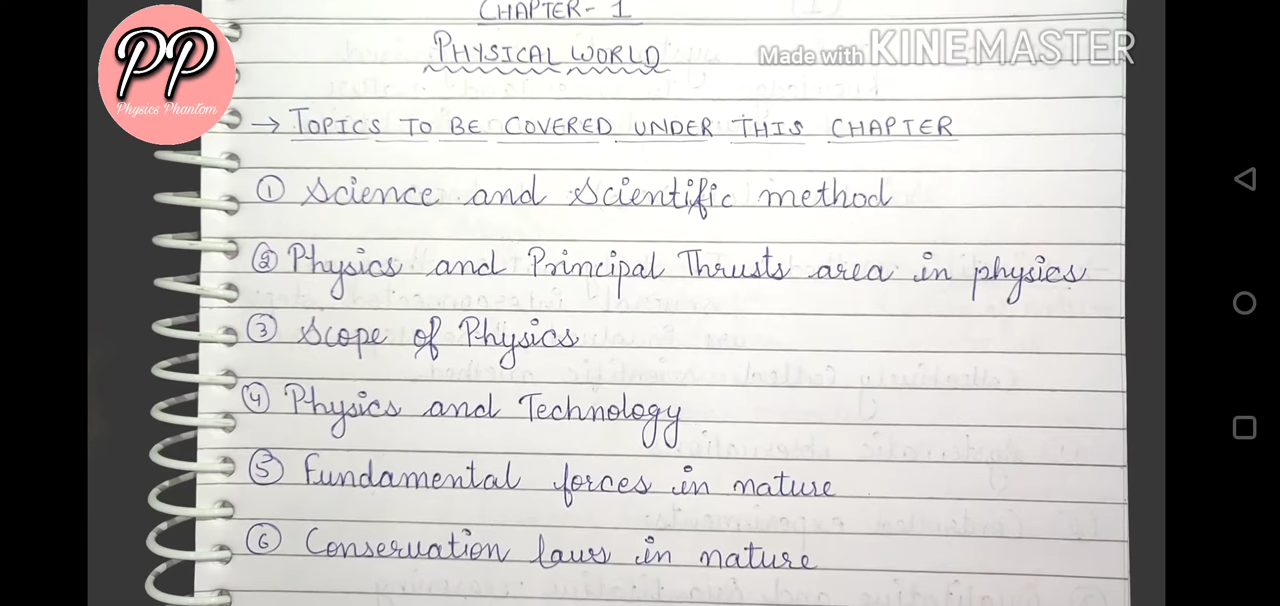 CHAPTER- 1
PHYSICAL WORLD
Made with KINEMASTER
PP
Physics Phantom
→ TOPICS TO BE COVERED UNDER THIS CHAPTER
① Science and Scientific method
② Physics and Principal Thrusts area in physics
③ Scope of Physics
④ Physics and Technology
⑤ Fundamental forces in nature
⑥ Conservation laws in nature